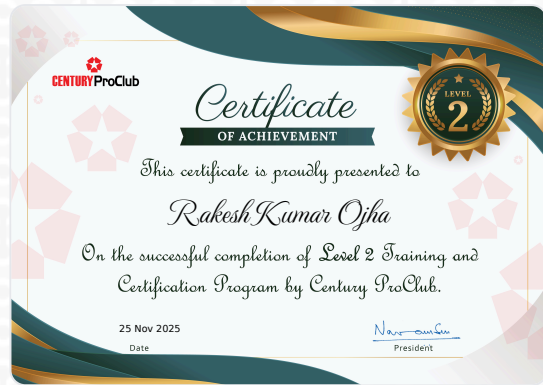 CENTURY ProClub
Certificate
OF ACHIEVEMENT
LEVEL
2
This certificate is proudly presented to
Rakesh Kumar Ojha
On the successful completion of Level 2 Training and
Certification Program by Century ProClub.
25 Nov 2025
Date
President